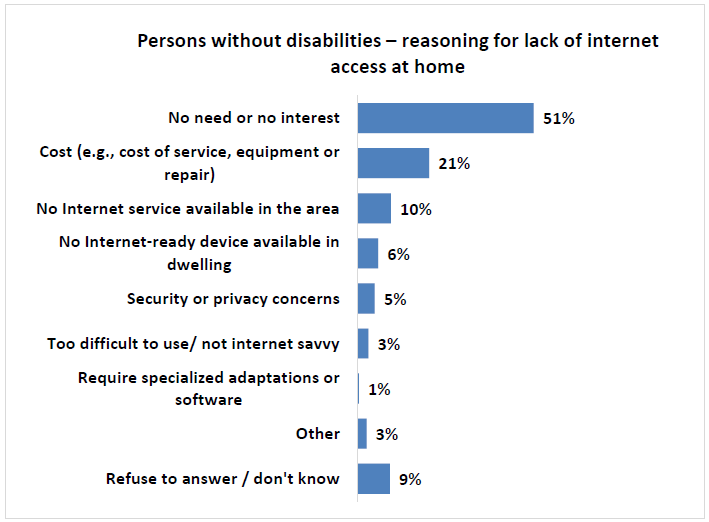 Persons without disabilities – reasoning for lack of internet
access at home
No need or no interest
51%
Cost (e.g., cost of service, equipment or
repair)
21%
No Internet service available in the area
10%
No Internet-ready device available in
dwelling
6%
Security or privacy concerns
5%
Too difficult to use/ not internet savvy
3%
Require specialized adaptations or
software
1%
Other
3%
Refuse to answer / don't know
9%